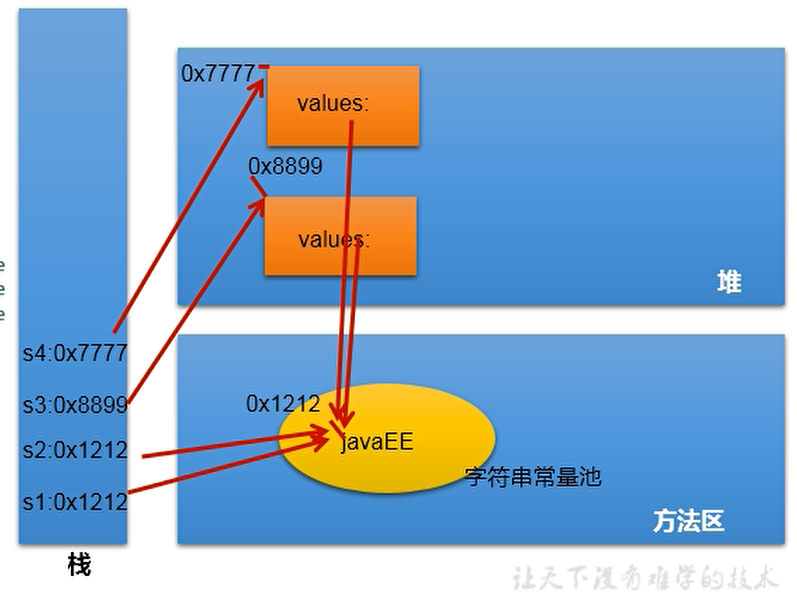 0x7777
values:
0x8899
values:
堆
e
e
e
s4:0x7777
s3:0x8899
s2:0x1212
s1:0x1212
栈
0x1212
javaEE
字符串常量池
方法区
让天下没有难学的技术